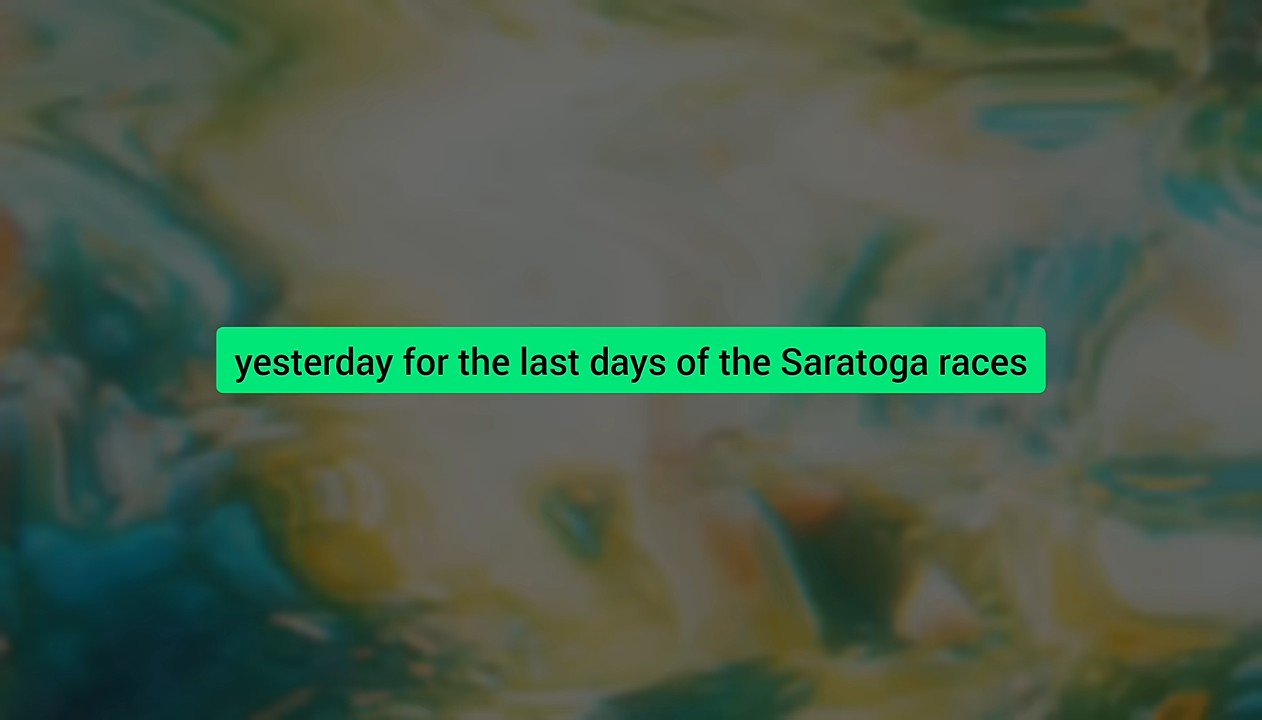 yesterday for the last days of the Saratoga races